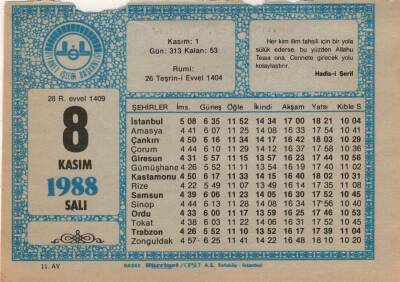 Kasım: 1
Gün: 313 Kalan: 53
Rumi:
26 Teşrin-i Evvel 1404
Her kim ilim tahsili için bir yola
sülük ederse, bu yüzden Allahu
Teala ona, Cennete girecek yolu
kolaylaştırır.
Hadis-i Şerif
28 R. evvel 1409
8
KASIM
1988
SALI
ŞEHİRLER İms. Güneş Öğle İkindi Akşam Yatsı Kıble S.
İstanbul 5 08 6 35 11 52 14 34 17 00 18 21 10 04
Amasya 4 41 6 07 11 25 14 08 16 33 17 54 10 41
Çankırı 4 50 6 16 11 34 14 17 16 42 18 03 10 29
Çorum 4 44 6 10 11 29 14 12 16 37 17 58 10 36
Giresun 4 31 5 57 11 15 13 57 16 23 17 44 10 56
Gümüşhane 4 26 5 52 11 11 13 54 16 19 17 40 11 02
Kastamonu 4 50 6 17 11 33 14 15 16 40 18 02 10 31
Rize 4 22 5 49 11 07 13 49 16 14 17 35 11 08
Samsun 4 39 6 06 11 23 14 05 16 30 17 52 10 45
Sinop 4 44 6 13 11 28 14 08 16 34 17 56 10 40
Ordu 4 33 6 00 11 17 13 59 16 25 17 46 10 53
Tokat 4 38 6 03 11 22 14 06 16 31 17 52 10 45
Trabzon 4 26 5 52 11 10 13 52 16 17 17 39 11 04
Zonguldak 4 57 6 25 11 41 14 22 16 48 18 10 10 20
11. AY